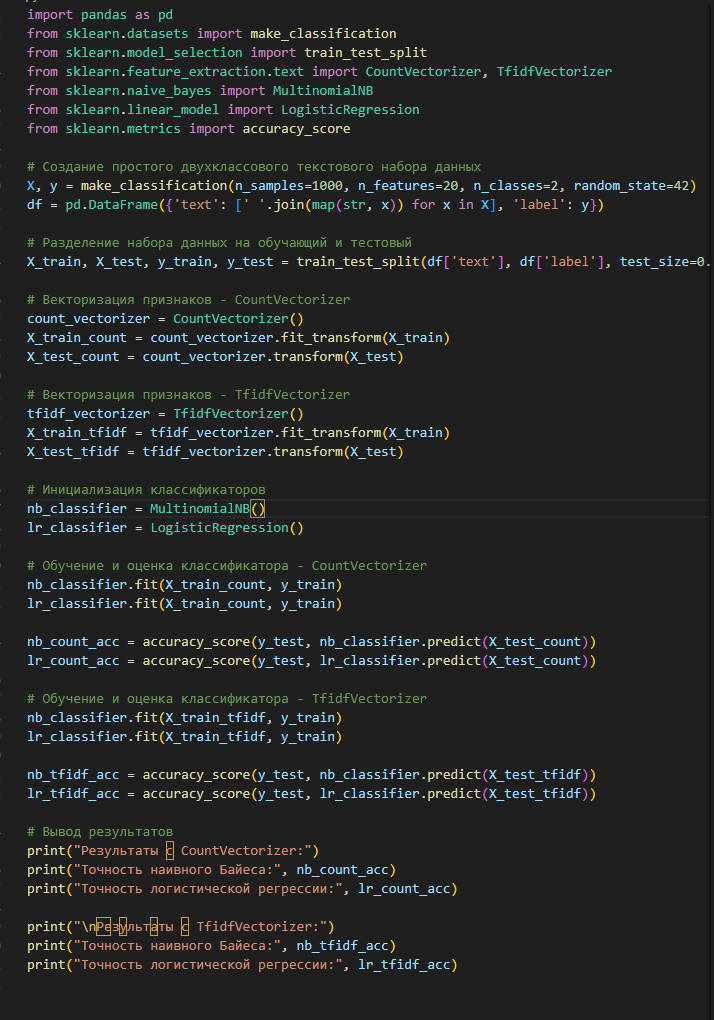 import pandas as pd
from sklearn.datasets import make_classification
from sklearn.model_selection import train_test_split
from sklearn.feature_extraction.text import CountVectorizer, TfidfVectorizer
from sklearn.naive_bayes import MultinomialNB
from sklearn.linear_model import LogisticRegression
from sklearn.metrics import accuracy_score
# Создание простого двухклассового текстового набора данных
X, y = make_classification(n_samples=1000, n_features=20, n_classes=2, random_state=42)
df = pd.DataFrame({'text': [' '.join(map(str, x)) for x in X], 'label': y})
# Разделение набора данных на обучающий и тестовый
X_train, X_test, y_train, y_test = train_test_split(df['text'], df['label'], test_size=0.
# Векторизация признаков - CountVectorizer
count_vectorizer = CountVectorizer()
X_train_count = count_vectorizer.fit_transform(X_train)
X_test_count = count_vectorizer.transform(X_test)
# Векторизация признаков - TfidfVectorizer
tfidf_vectorizer = TfidfVectorizer()
X_train_tfidf = tfidf_vectorizer.fit_transform(X_train)
X_test_tfidf = tfidf_vectorizer.transform(X_test)
# Инициализация классификаторов
nb_classifier = MultinomialNB()
lr_classifier = LogisticRegression()
# Обучение и оценка классификатора - CountVectorizer
nb_classifier.fit(X_train_count, y_train)
lr_classifier.fit(X_train_count, y_train)
nb_count_acc = accuracy_score(y_test, nb_classifier.predict(X_test_count))
lr_count_acc = accuracy_score(y_test, lr_classifier.predict(X_test_count))
# Обучение и оценка классификатора - TfidfVectorizer
nb_classifier.fit(X_train_tfidf, y_train)
lr_classifier.fit(X_train_tfidf, y_train)
nb_tfidf_acc = accuracy_score(y_test, nb_classifier.predict(X_test_tfidf))
lr_tfidf_acc = accuracy_score(y_test, lr_classifier.predict(X_test_tfidf))
# Вывод результатов
print("Результаты с CountVectorizer:")
print("Точность наивного Байеса:", nb_count_acc)
print("Точность логистической регрессии:", lr_count_acc)
print("\nРезультаты с TfidfVectorizer:")
print("Точность наивного Байеса:", nb_tfidf_acc)
print("Точность логистической регрессии:", lr_tfidf_acc)